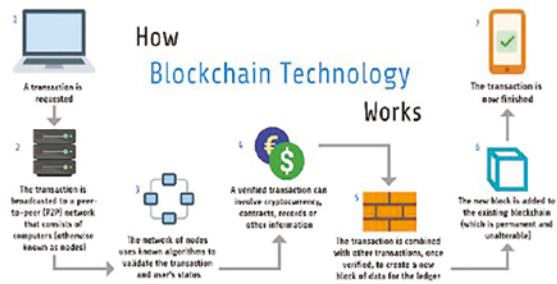 How
Blockchain Technology
Works
1
A transaction is
requested
2
The transaction is
broadcasted to a peer-
to-peer (P2P) network
that consists of
computers (otherwise
known as nodes)
3
The network of nodes
uses known algorithms to
validate the transaction
and user's status
4
€
$
A verified transaction can
involve cryptocurrency,
contracts, records or
other information
5
The transaction is combined
with other transactions, once
verified, to create a new
block of data for the ledger
6
The new block is added to
the existing blockchain
(which is permanent and
unalterable)
7
The transaction is
now finished